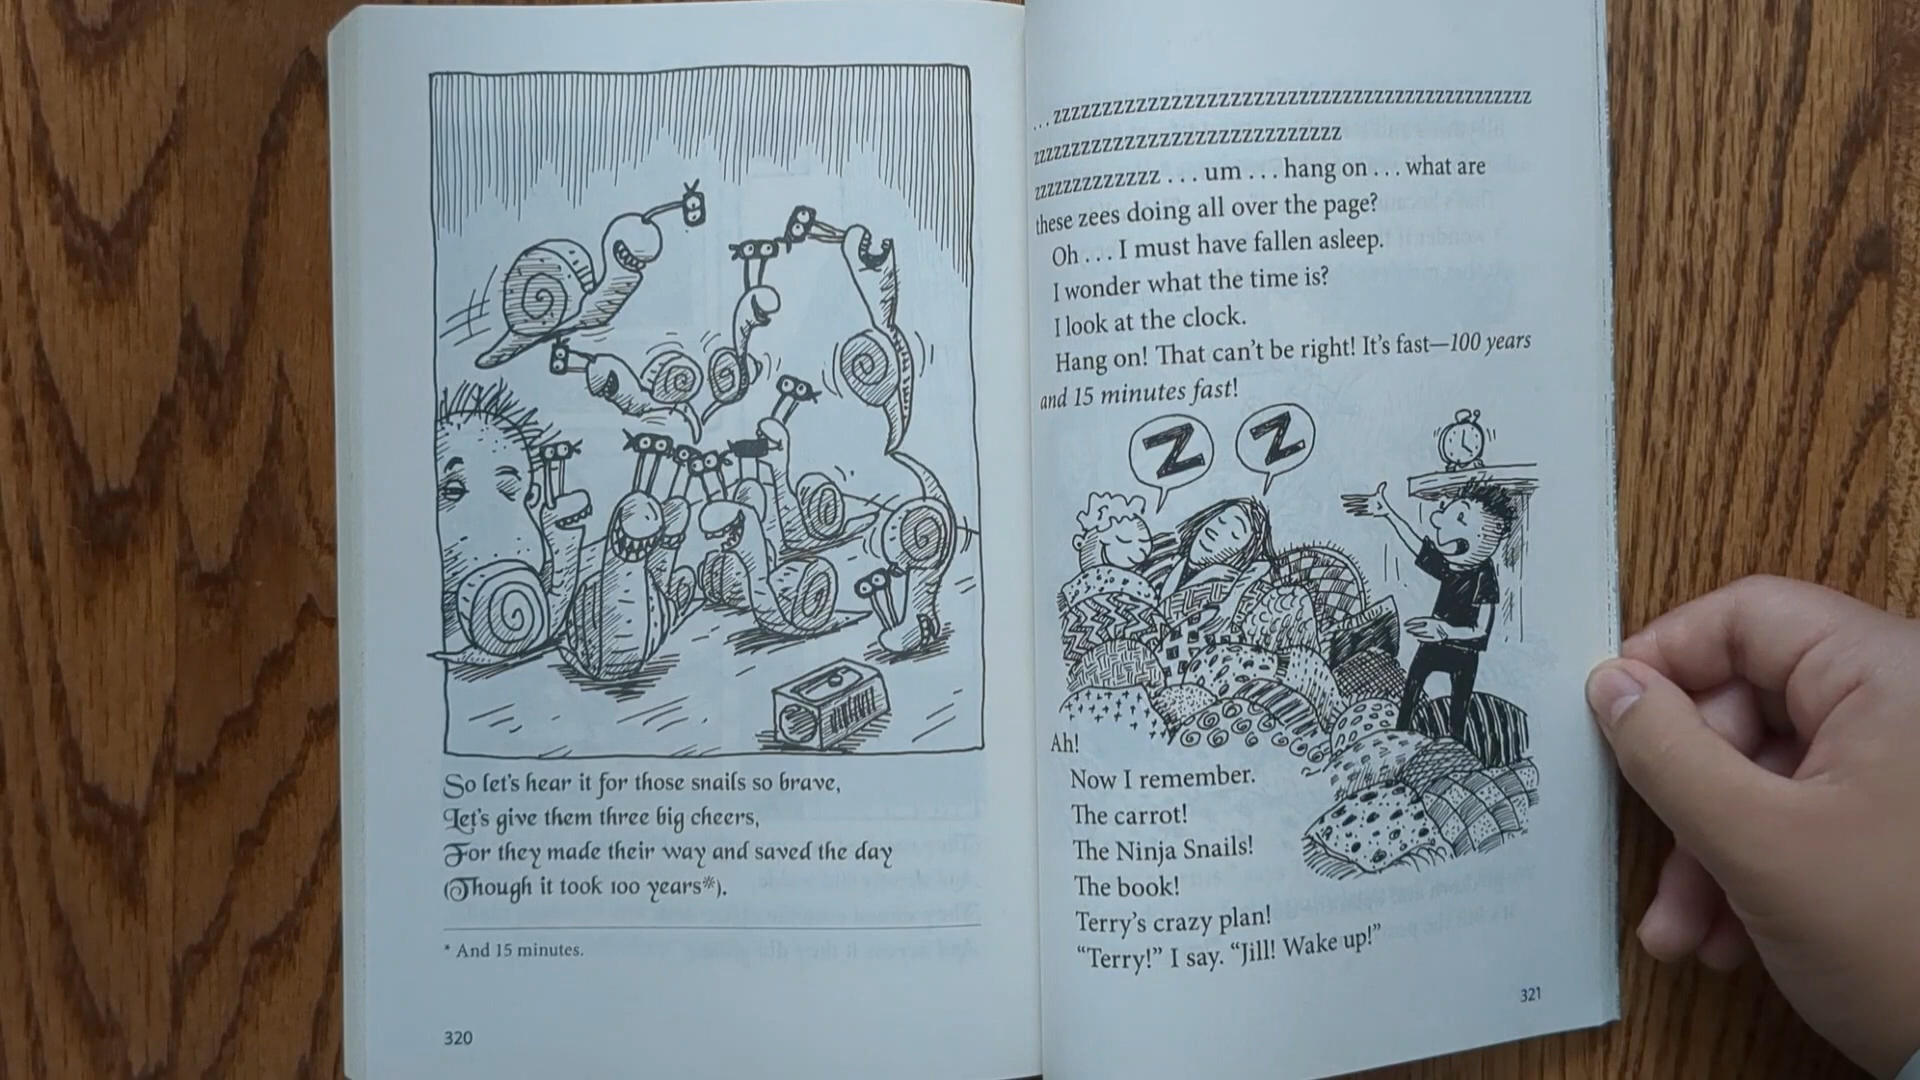 So let's hear it for those snails so brave,
Let's give them three big cheers,
For they made their way and saved the day
(Though it took 100 years*).
* And 15 minutes.
320
...zzzzzzzzzzzzzzzzzzzzzzzzzzzzzzzzzzzzzzzzzzzz
zzzzzzzzzzzzzzzzzzzzzzzzzzzz
zzzzzzzzzzzz . . . um . . . hang on . . . what are
these zees doing all over the page?
Oh . . . I must have fallen asleep.
I wonder what the time is?
I look at the clock.
Hang on! That can't be right! It's fast—100 years
and 15 minutes fast!
Z Z
Ah!
Now I remember.
The carrot!
The Ninja Snails!
The book!
Terry's crazy plan!
“Terry!” I say. “Jill! Wake up!”
321